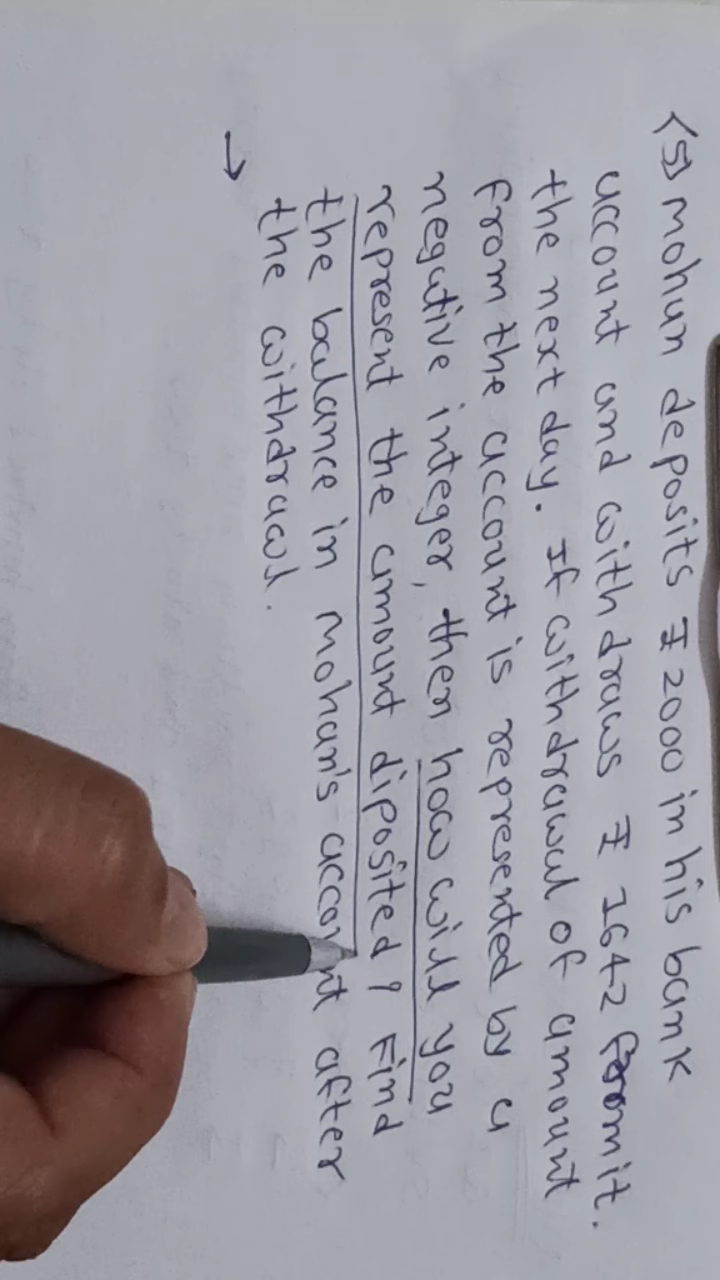 (5) Mohan deposits ₹ 2000 in his bank
account and withdraws ₹ 1642 from it.
the next day. If withdrawal of amount
from the account is represented by a
negative integer, then how will you
represent the amount diposited? Find
the balance in Mohan's account after
the withdrawl.
→